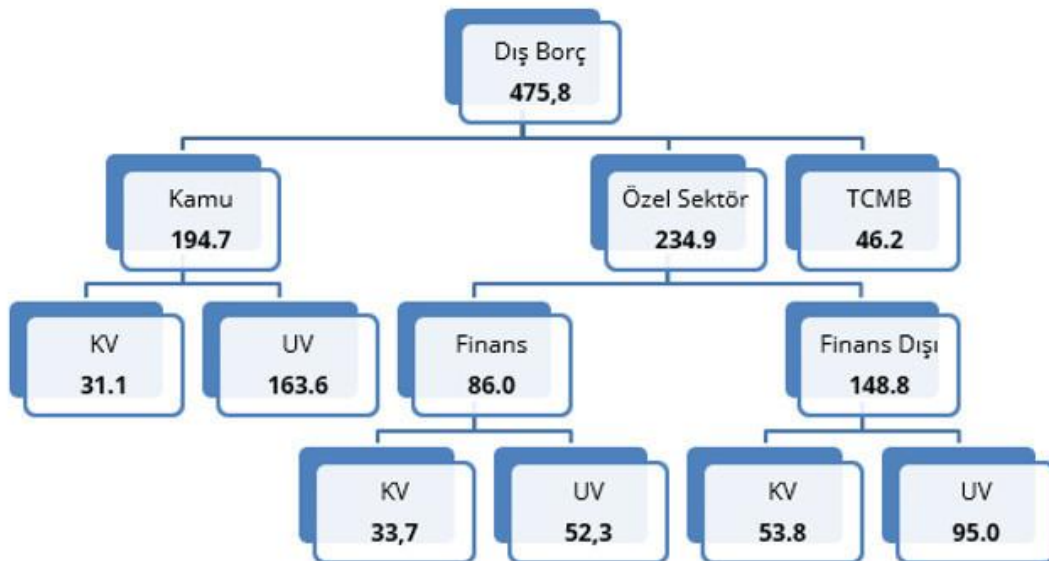 Dış Borç
475,8
Kamu
194.7
Özel Sektör
234.9
TCMB
46.2
KV
31.1
UV
163.6
Finans
86.0
Finans Dışı
148.8
KV
33,7
UV
52,3
KV
53.8
UV
95.0